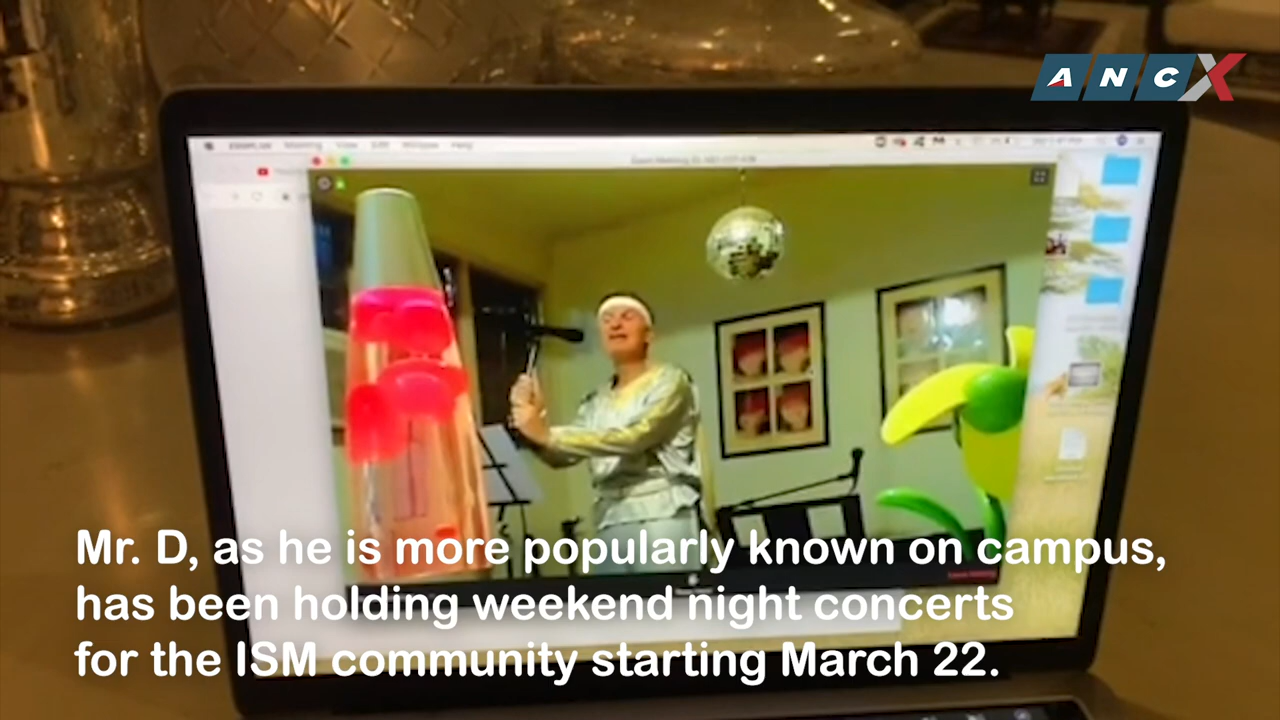 ANCX
Mr. D, as he is more popularly known on campus,
has been holding weekend night concerts
for the ISM community starting March 22.